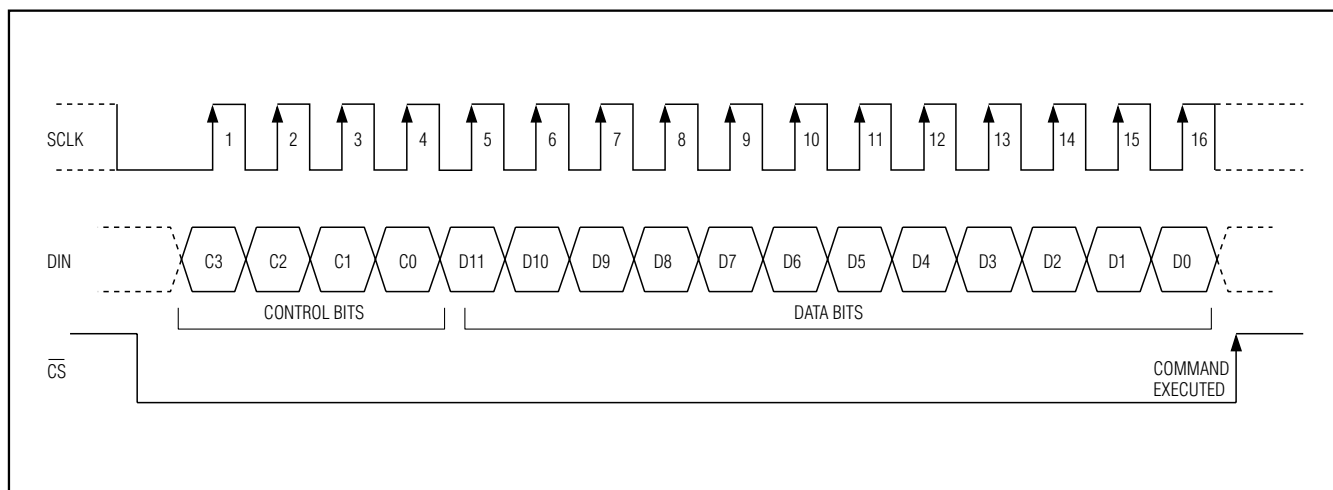 SCLK
1 2 3 4 5 6 7 8 9 10 11 12 13 14 15 16
DIN
C3 C2 C1 C0 D11 D10 D9 D8 D7 D6 D5 D4 D3 D2 D1 D0
CONTROL BITS
DATA BITS
C̅S̅
COMMAND
EXECUTED